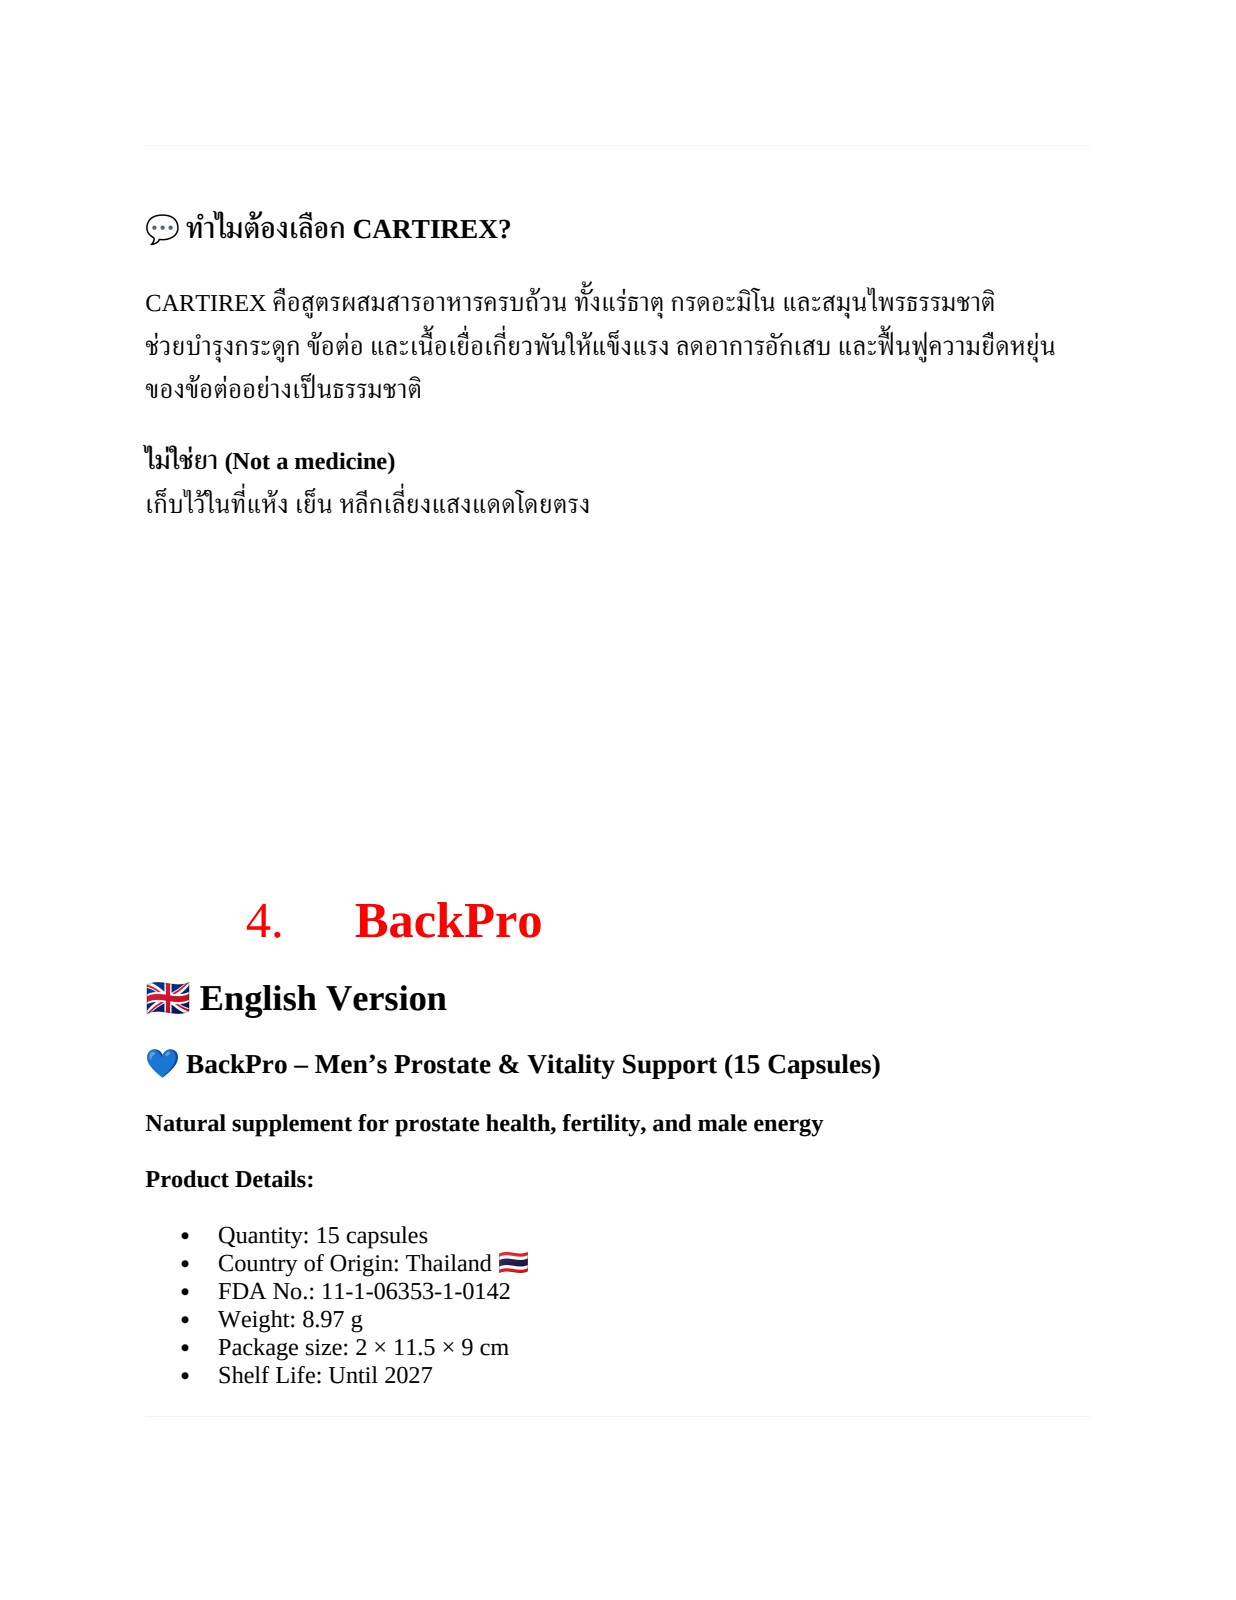 💬 ทำไมต้องเลือก CARTIREX?
CARTIREX คือสูตรผสมสารอาหารครบถ้วน ทั้งแร่ธาตุ กรดอะมิโน และสมุนไพรธรรมชาติ
ช่วยบำรุงกระดูก ข้อต่อ และเนื้อเยื่อเกี่ยวพันให้แข็งแรง ลดอาการอักเสบ และฟื้นฟูความยืดหยุ่น
ของข้อต่ออย่างเป็นธรรมชาติ
ไม่ใช่ยา (Not a medicine)
เก็บไว้ในที่แห้ง เย็น หลีกเลี่ยงแสงแดดโดยตรง
4. BackPro
🇬🇧 English Version
💙 BackPro – Men’s Prostate & Vitality Support (15 Capsules)
Natural supplement for prostate health, fertility, and male energy
Product Details:
• Quantity: 15 capsules
• Country of Origin: Thailand 🇹🇭
• FDA No.: 11-1-06353-1-0142
• Weight: 8.97 g
• Package size: 2 × 11.5 × 9 cm
• Shelf Life: Until 2027